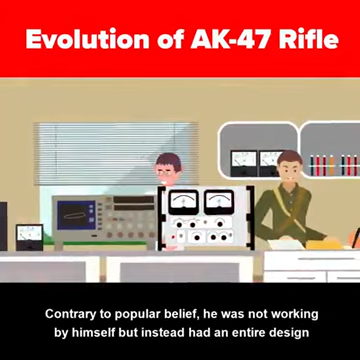 Evolution of AK-47 Rifle
Contrary to popular belief, he was not working
by himself but instead had an entire design